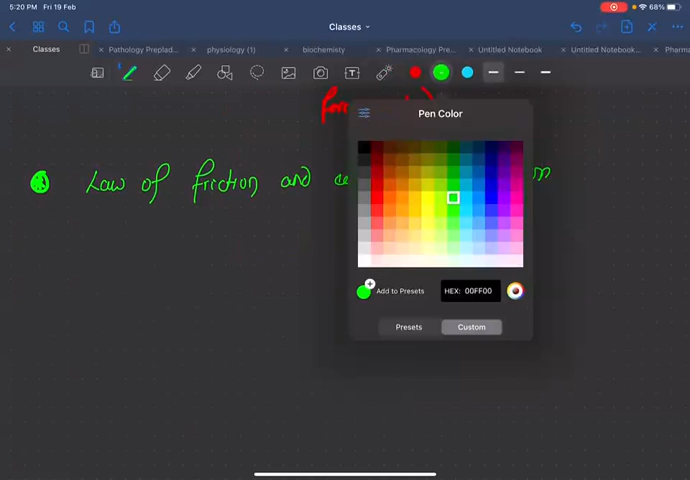 5:20 PM Fri 19 Feb
68%
Classes
Classes
Pathology Preplad...
physiology (1)
biochemisty
Pharmacology Pre...
Untitled Notebook
Untitled Notebook...
Pharma
T
Pen Color
Law of friction and
Add to Presets
HEX: 00FF00
Presets
Custom